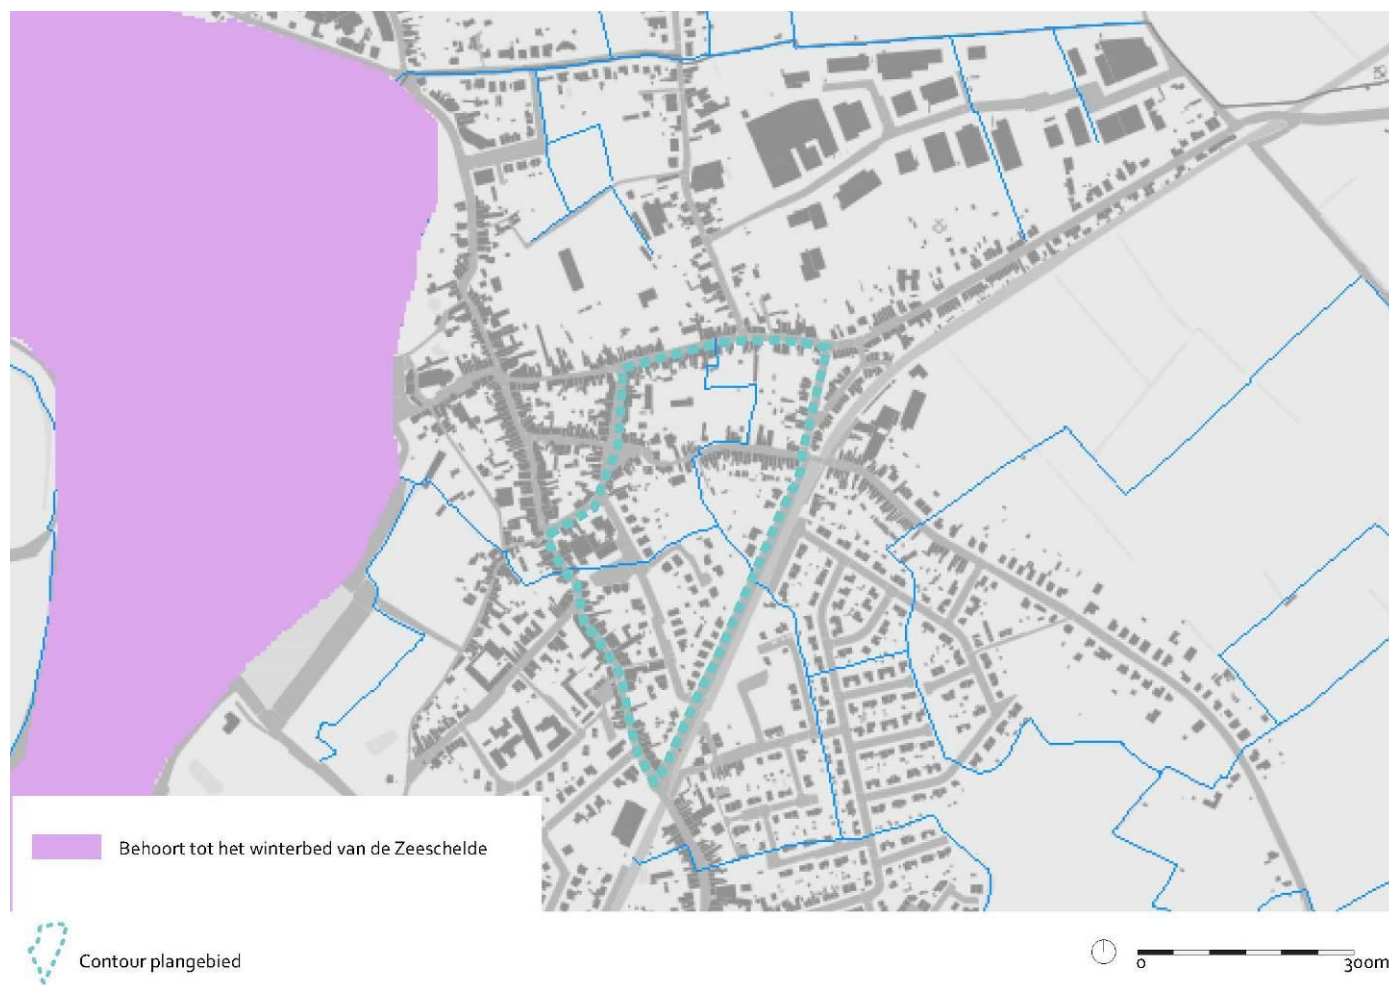 Behoort tot het winterbed van de Zeeschelde
Contour plangebied
0 300m